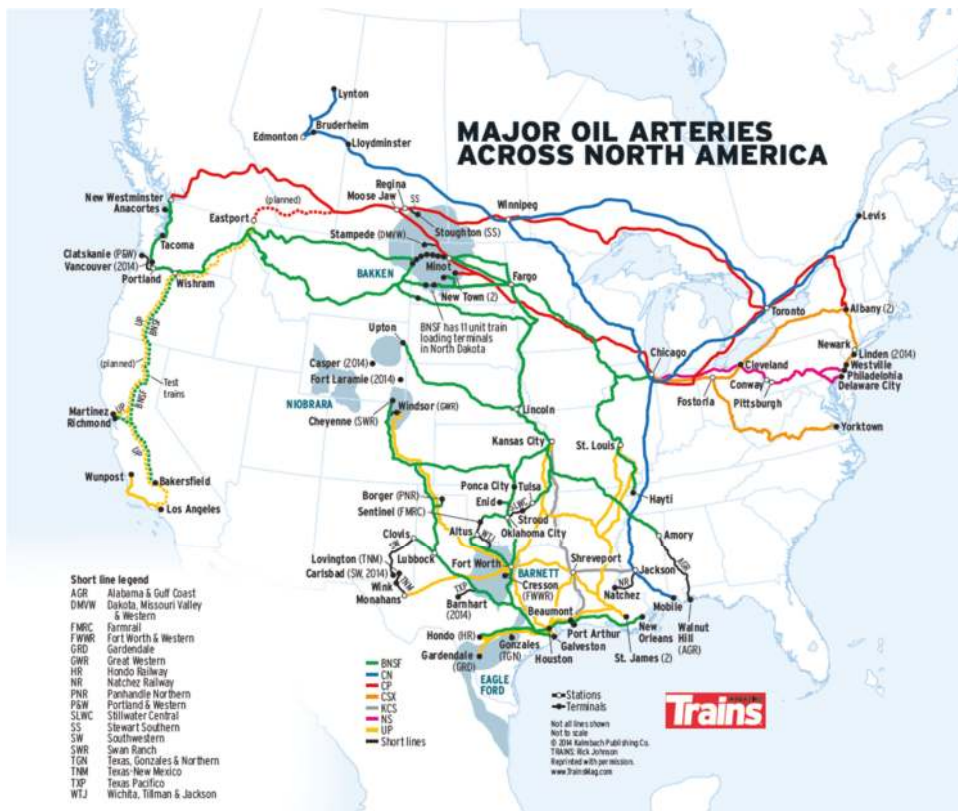 MAJOR OIL ARTERIES
ACROSS NORTH AMERICA
Lynton
Bruderheim
Edmonton
Lloydminster
Regina
Moose Jaw
SS
Winnipeg
Levis
New Westminster
Anacortes
(planned)
Eastport
Stoughton (SS)
Stampede (DMVW)
Tacoma
Clatskanie (P&W)
Vancouver (2014)
Portland
Wishram
BAKKEN
Minot
Fargo
New Town (2)
Toronto
Albany (2)
BNSF has 11 unit train
loading terminals
in North Dakota
UP
BNSF
(planned)
Test
trains
Upton
Casper (2014)
Fort Laramie (2014)
NIOBRARA
Windsor (GWR)
Cheyenne (SWR)
Chicago
Cleveland
Newark
Linden (2014)
Westville
Philadelphia
Delaware City
Conway
Pittsburgh
Fostoria
Yorktown
Lincoln
Martinez
Richmond
UP
BNSF
UP
Kansas City
St. Louis
Wunpost
Bakersfield
Los Angeles
Ponca City
Tulsa
Enid
SLWC
Hayti
Borger (PNR)
Sentinel (FMRC)
Stroud
Oklahoma City
Altus
WTJ
Clovis
SW
Amory
AGR
Lovington (TNM)
Carlsbad (SW, 2014)
Lubbock
Wink
TNM
Monahans
Fort Worth
BARNETT
Cresson
(FWWR)
Shreveport
Jackson
NR
Natchez
Mobile
TXP
Barnhart
(2014)
Beaumont
Walnut
Hill
(AGR)
New
Orleans
St. James (2)
Port Arthur
Galveston
Houston
Hondo (HR)
Gonzales
(TGN)
Gardendale
(GRD)
EAGLE
FORD
Short line legend
AGR Alabama & Gulf Coast
DMVW Dakota, Missouri Valley
& Western
FMRC Farmrail
FWWR Fort Worth & Western
GRD Gardendale
GWR Great Western
HR Hondo Railway
NR Natchez Railway
PNR Panhandle Northern
P&W Portland & Western
SLWC Stillwater Central
SS Stewart Southern
SW Southwestern
SWR Swan Ranch
TGN Texas, Gonzales & Northern
TNM Texas-New Mexico
TXP Texas Pacifico
WTJ Wichita, Tillman & Jackson
BNSF
CN
CP
CSX
KCS
NS
UP
Short lines
Stations
Terminals
Not all lines shown
Not to scale
© 2014 Kalmbach Publishing Co.
TRAINS: Rick Johnson
Reprinted with permission.
www.TrainsMag.com
Trains